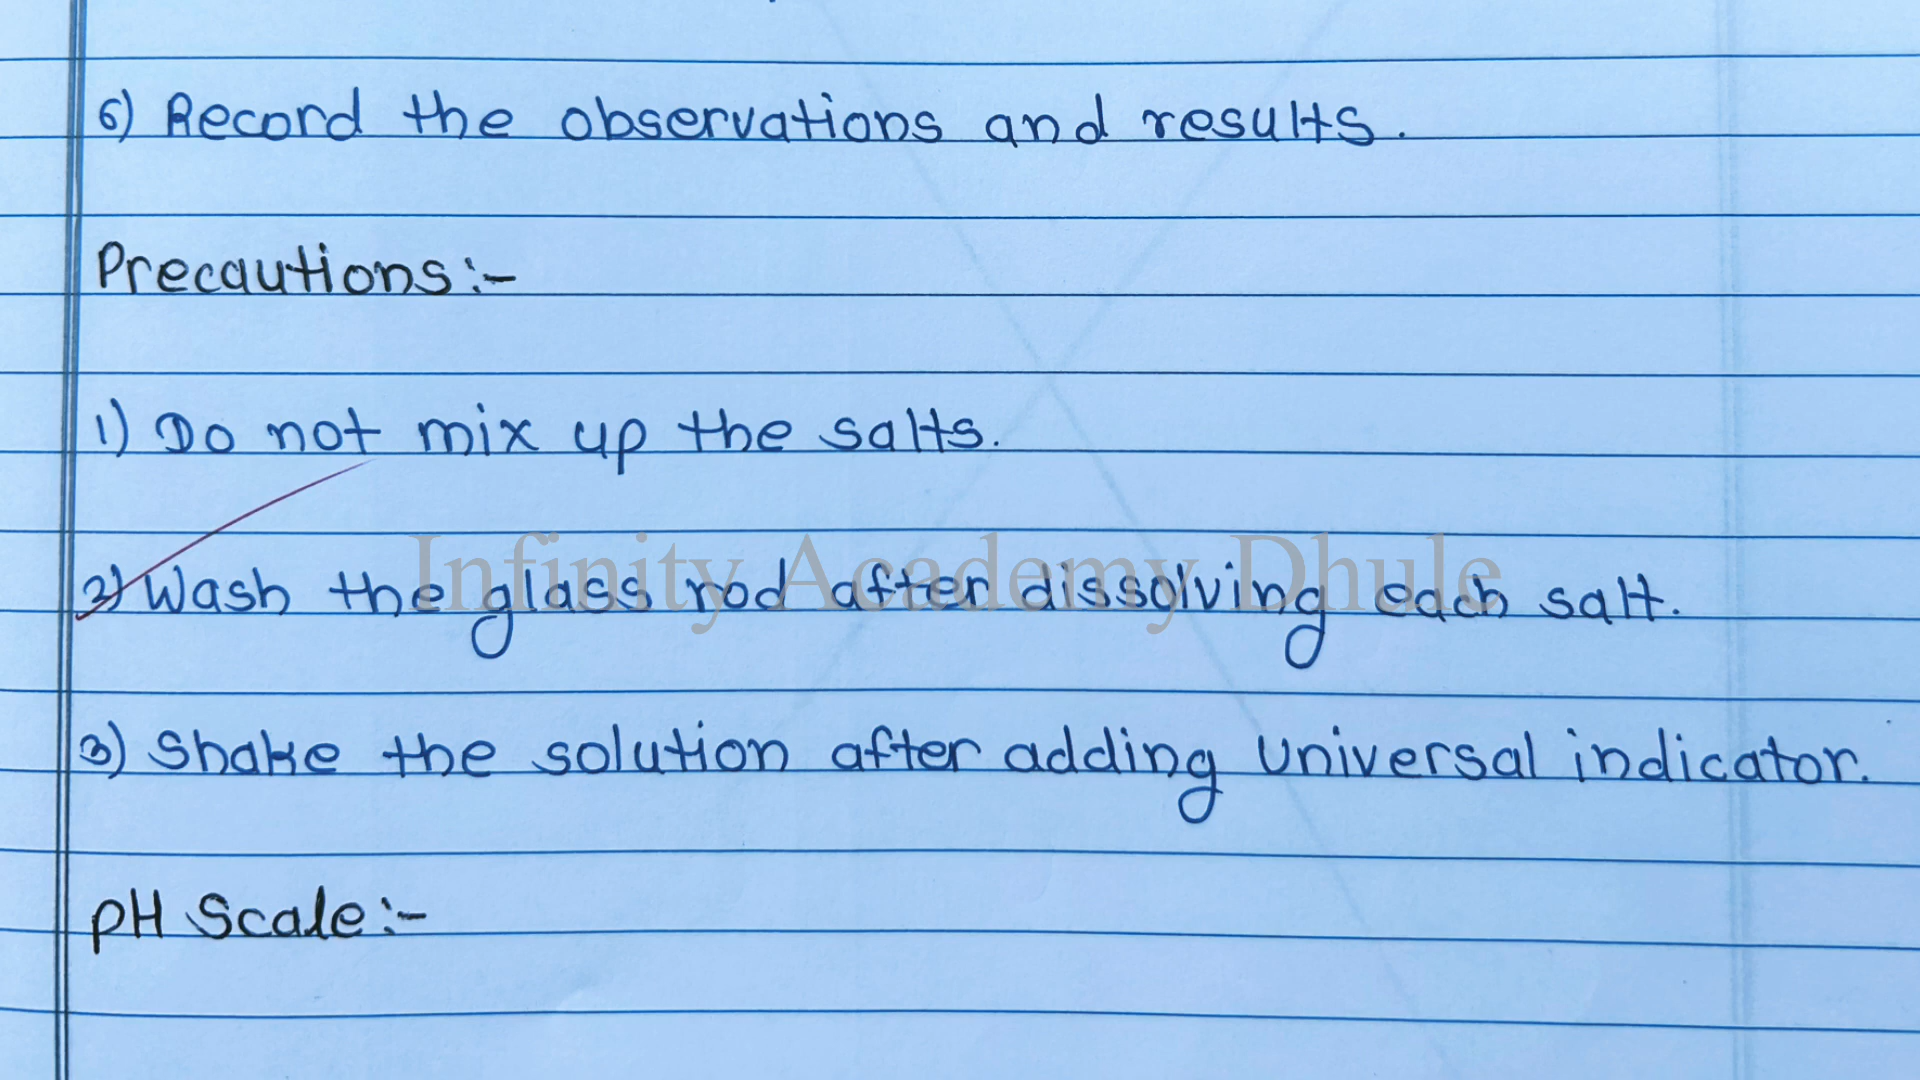 6) Record the observations and results.
Precautions:-
1) Do not mix up the salts.
Infinity Academy Dhule
2) Wash the glass rod after dissolving each salt.
3) Shake the solution after adding universal indicator.
pH Scale:-